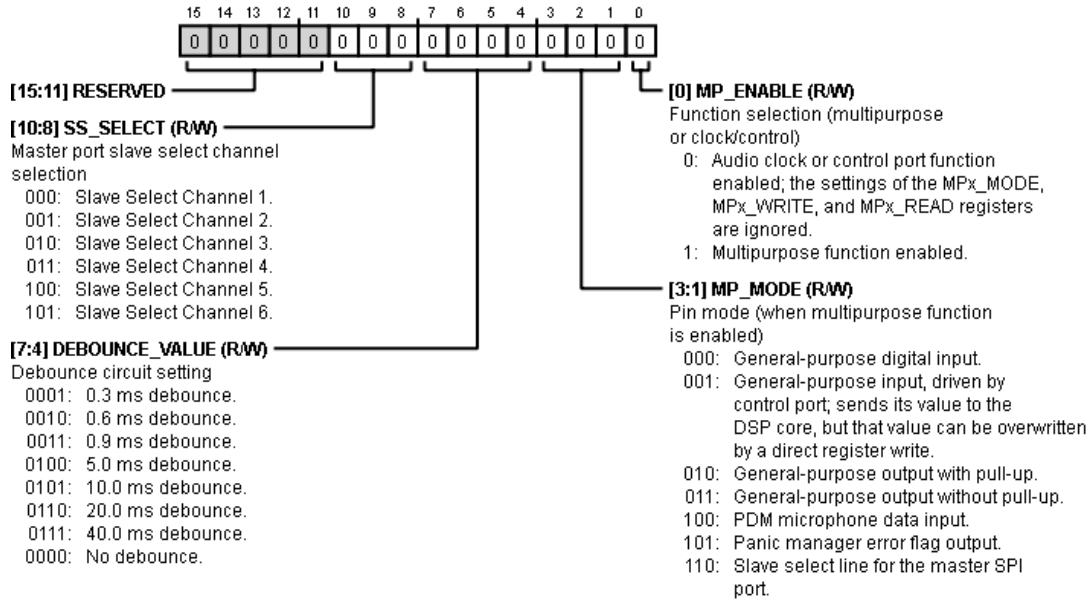 15 14 13 12 11 10 9 8 7 6 5 4 3 2 1 0
0 0 0 0 0 0 0 0 0 0 0 0 0 0 0 0
[15:11] RESERVED
[10:8] SS_SELECT (R/W)
Master port slave select channel
selection
000: Slave Select Channel 1.
001: Slave Select Channel 2.
010: Slave Select Channel 3.
011: Slave Select Channel 4.
100: Slave Select Channel 5.
101: Slave Select Channel 6.
[7:4] DEBOUNCE_VALUE (R/W)
Debounce circuit setting
0001: 0.3 ms debounce.
0010: 0.6 ms debounce.
0011: 0.9 ms debounce.
0100: 5.0 ms debounce.
0101: 10.0 ms debounce.
0110: 20.0 ms debounce.
0111: 40.0 ms debounce.
0000: No debounce.
[0] MP_ENABLE (R/W)
Function selection (multipurpose
or clock/control)
0: Audio clock or control port function
enabled; the settings of the MPx_MODE,
MPx_WRITE, and MPx_READ registers
are ignored.
1: Multipurpose function enabled.
[3:1] MP_MODE (R/W)
Pin mode (when multipurpose function
is enabled)
000: General-purpose digital input.
001: General-purpose input, driven by
control port; sends its value to the
DSP core, but that value can be overwritten
by a direct register write.
010: General-purpose output with pull-up.
011: General-purpose output without pull-up.
100: PDM microphone data input.
101: Panic manager error flag output.
110: Slave select line for the master SPI
port.